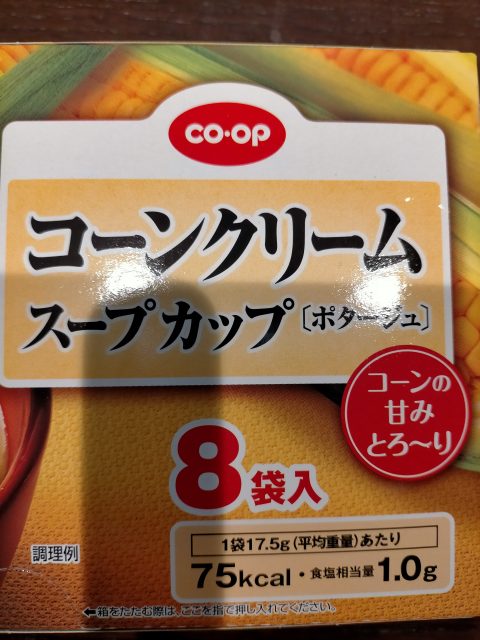 CO·OP
コーンクリーム
スープカップ[ポタージュ]
コーンの
甘み
とろ〜り
8袋入
1袋17.5g(平均重量)あたり
75kcal・食塩相当量1.0g
調理例
←箱をたたむ際は、ここを指で押し入れてください。